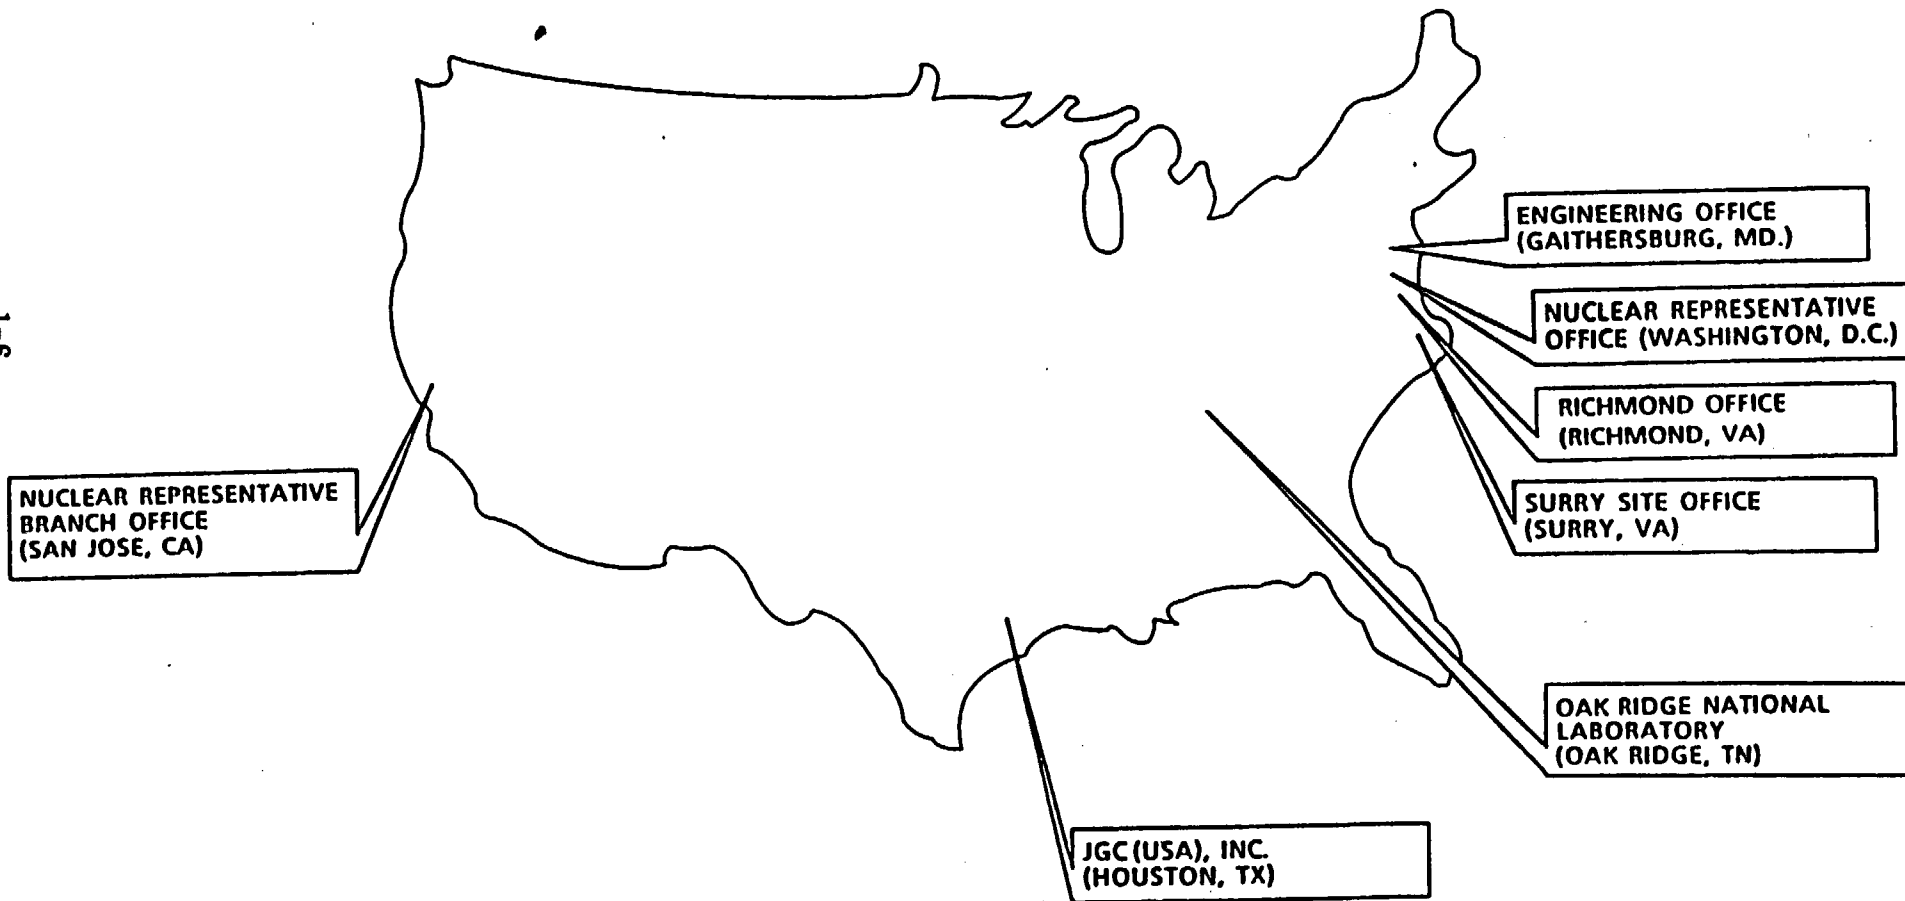 ENGINEERING OFFICE
(GAITHERSBURG, MD.)
NUCLEAR REPRESENTATIVE
OFFICE (WASHINGTON, D.C.)
RICHMOND OFFICE
(RICHMOND, VA)
SURRY SITE OFFICE
(SURRY, VA)
NUCLEAR REPRESENTATIVE
BRANCH OFFICE
(SAN JOSE, CA)
OAK RIDGE NATIONAL
LABORATORY
(OAK RIDGE, TN)
JGC (USA), INC.
(HOUSTON, TX)